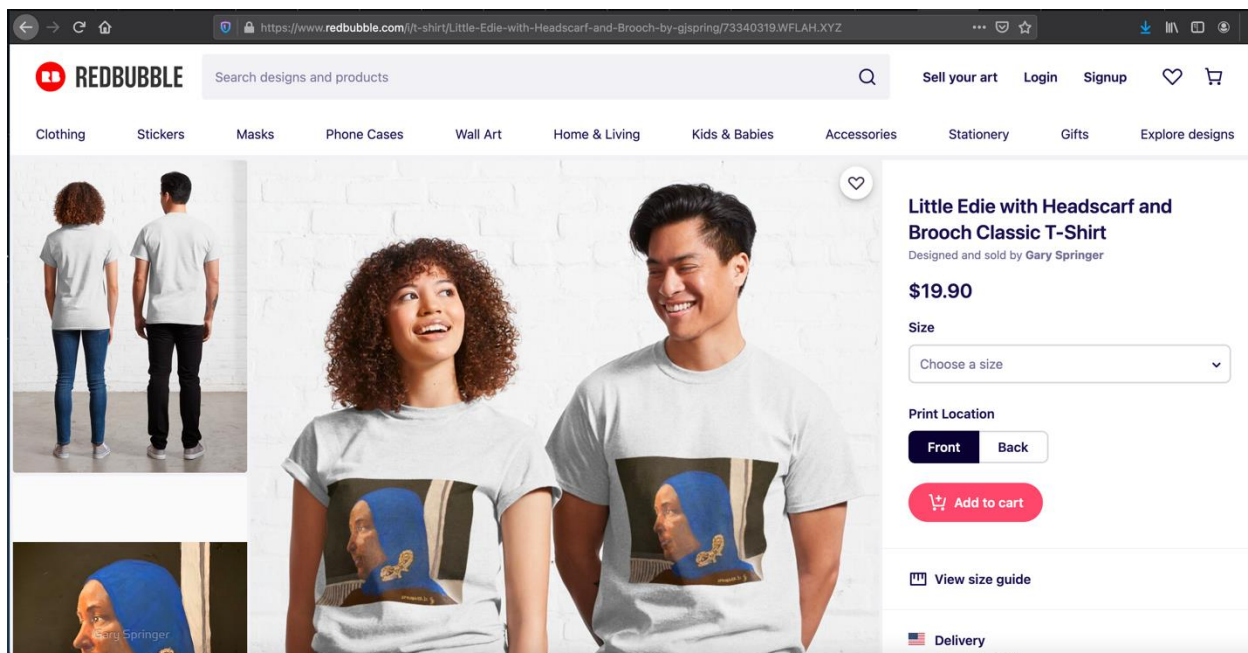 https://www.redbubble.com/i/t-shirt/Little-Edie-with-Headscarf-and-Brooch-by-gjspring/73340319.WFLAH.XYZ
RB REDBUBBLE
Search designs and products
Sell your art Login Signup
Clothing Stickers Masks Phone Cases Wall Art Home & Living Kids & Babies Accessories Stationery Gifts Explore designs
Little Edie with Headscarf and
Brooch Classic T-Shirt
Designed and sold by Gary Springer
$19.90
Size
Choose a size
Print Location
Front Back
Add to cart
View size guide
Gary Springer
Delivery